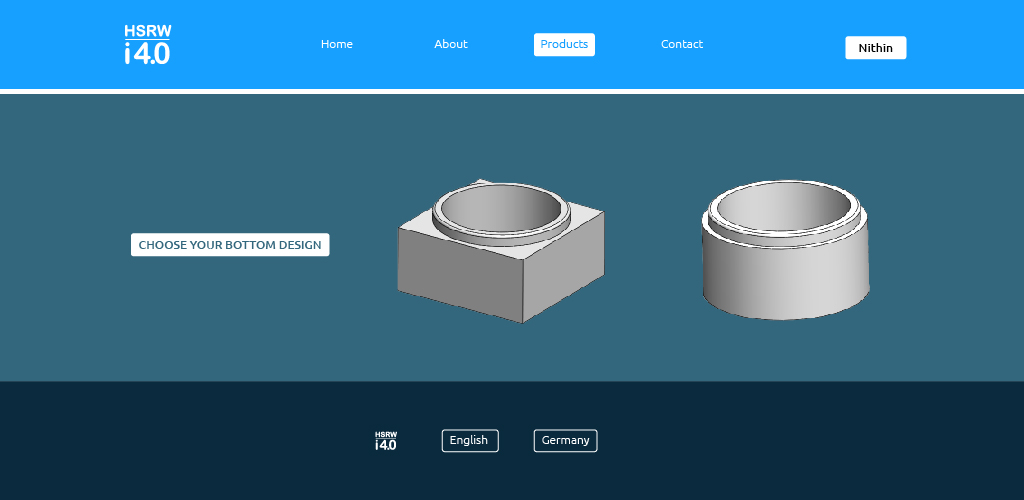 HSRW
i4.0
Home About Products Contact Nithin
CHOOSE YOUR BOTTOM DESIGN
HSRW
i4.0
English Germany